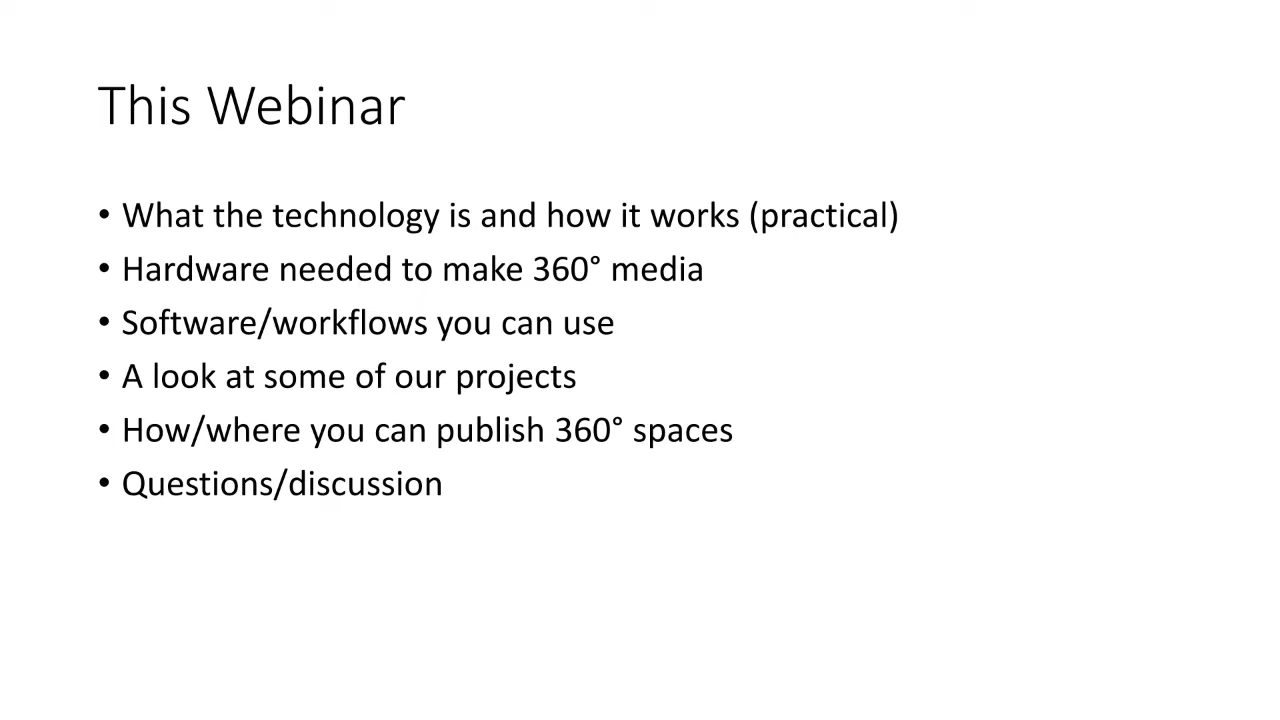 This Webinar
• What the technology is and how it works (practical)
• Hardware needed to make 360° media
• Software/workflows you can use
• A look at some of our projects
• How/where you can publish 360° spaces
• Questions/discussion